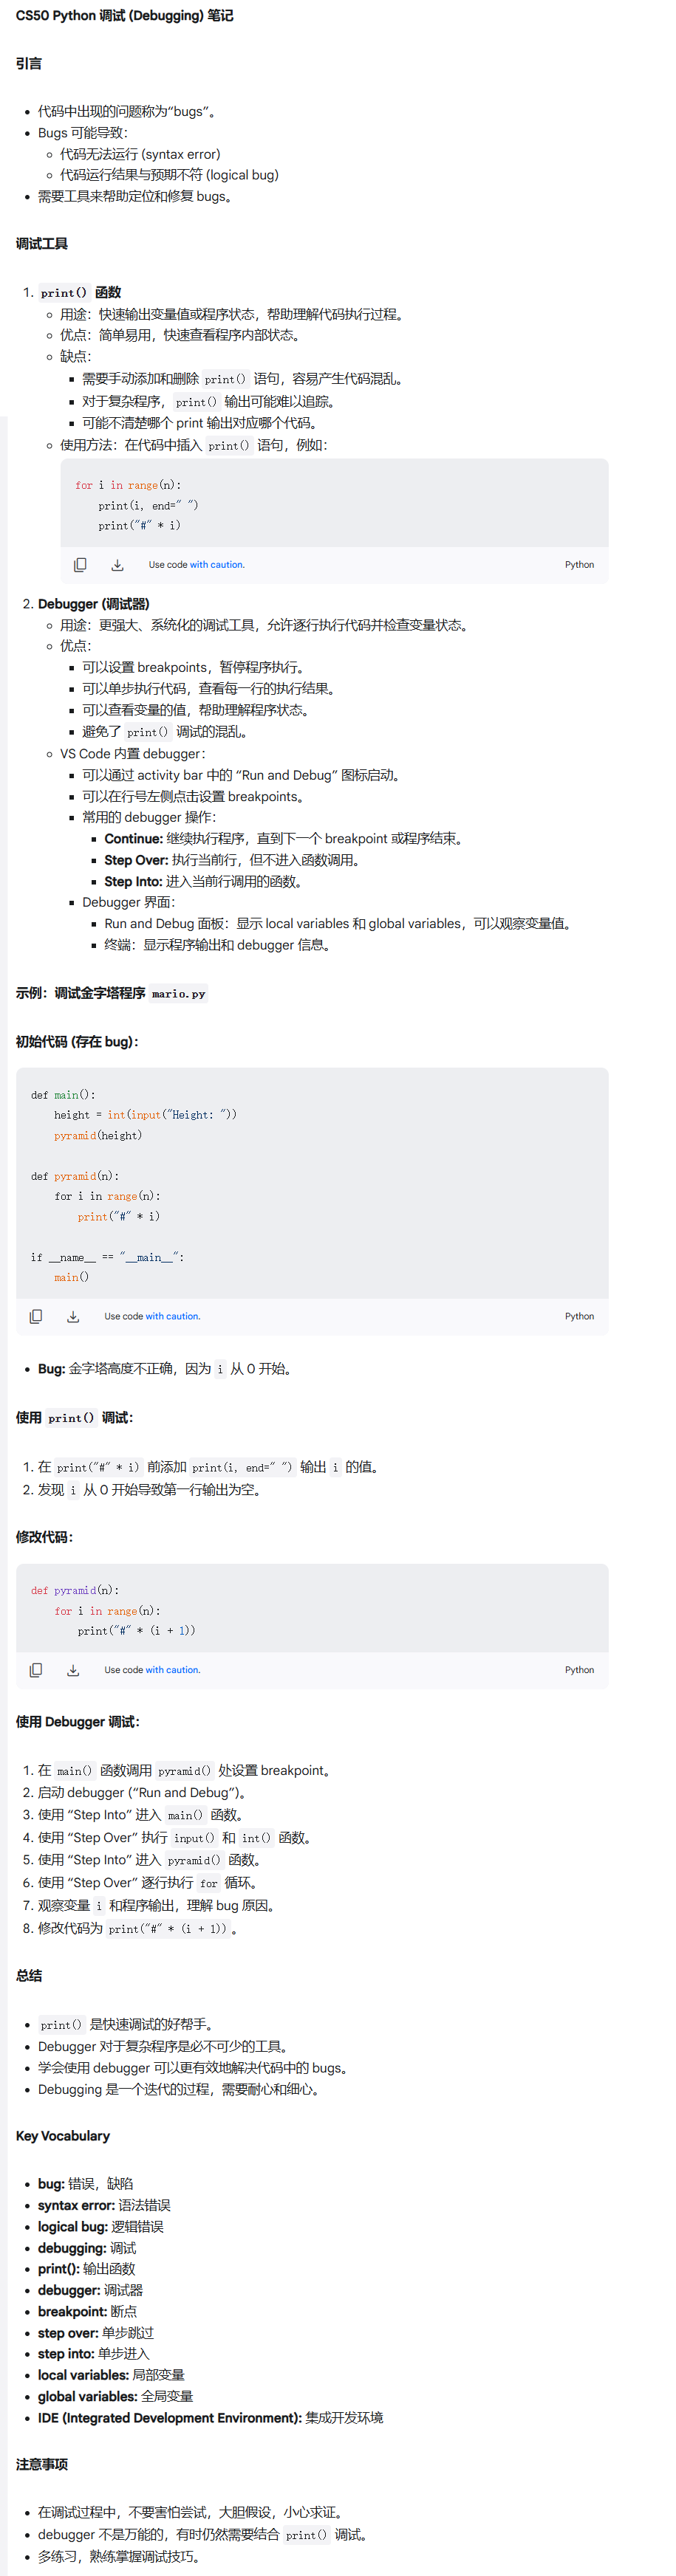 CS50 Python 调试 (Debugging) 笔记
引言
• 代码中出现的问题称为“bugs”。
• Bugs 可能导致：
◦ 代码无法运行 (syntax error)
◦ 代码运行结果与预期不符 (logical bug)
• 需要工具来帮助定位和修复 bugs。
调试工具
1. print() 函数
◦ 用途：快速输出变量值或程序状态，帮助理解代码执行过程。
◦ 优点：简单易用，快速查看程序内部状态。
◦ 缺点：
▪ 需要手动添加和删除 print() 语句，容易产生代码混乱。
▪ 对于复杂程序，print() 输出可能难以追踪。
▪ 可能不清楚哪个 print 输出对应哪个代码。
◦ 使用方法：在代码中插入 print() 语句，例如：
for i in range(n):
    print(i, end=" ")
    print("#" * i)
Use code with caution. Python
2. Debugger (调试器)
◦ 用途：更强大、系统化的调试工具，允许逐行执行代码并检查变量状态。
◦ 优点：
▪ 可以设置 breakpoints，暂停程序执行。
▪ 可以单步执行代码，查看每一行的执行结果。
▪ 可以查看变量的值，帮助理解程序状态。
▪ 避免了 print() 调试的混乱。
◦ VS Code 内置 debugger：
▪ 可以通过 activity bar 中的 “Run and Debug” 图标启动。
▪ 可以在行号左侧点击设置 breakpoints。
▪ 常用的 debugger 操作：
▪ Continue: 继续执行程序，直到下一个 breakpoint 或程序结束。
▪ Step Over: 执行当前行，但不进入函数调用。
▪ Step Into: 进入当前行调用的函数。
▪ Debugger 界面：
▪ Run and Debug 面板：显示 local variables 和 global variables，可以观察变量值。
▪ 终端：显示程序输出和 debugger 信息。
示例：调试金字塔程序 mario.py
初始代码 (存在 bug)：
def main():
    height = int(input("Height: "))
    pyramid(height)
def pyramid(n):
    for i in range(n):
        print("#" * i)
if __name__ == "__main__":
    main()
Use code with caution. Python
• Bug: 金字塔高度不正确，因为 i 从 0 开始。
使用 print() 调试：
1. 在 print("#" * i) 前添加 print(i, end=" ") 输出 i 的值。
2. 发现 i 从 0 开始导致第一行输出为空。
修改代码：
def pyramid(n):
    for i in range(n):
        print("#" * (i + 1))
Use code with caution. Python
使用 Debugger 调试：
1. 在 main() 函数调用 pyramid() 处设置 breakpoint。
2. 启动 debugger (“Run and Debug”)。
3. 使用 “Step Into” 进入 main() 函数。
4. 使用 “Step Over” 执行 input() 和 int() 函数。
5. 使用 “Step Into” 进入 pyramid() 函数。
6. 使用 “Step Over” 逐行执行 for 循环。
7. 观察变量 i 和程序输出，理解 bug 原因。
8. 修改代码为 print("#" * (i + 1))。
总结
• print() 是快速调试的好帮手。
• Debugger 对于复杂程序是必不可少的工具。
• 学会使用 debugger 可以更有效地解决代码中的 bugs。
• Debugging 是一个迭代的过程，需要耐心和细心。
Key Vocabulary
• bug: 错误，缺陷
• syntax error: 语法错误
• logical bug: 逻辑错误
• debugging: 调试
• print(): 输出函数
• debugger: 调试器
• breakpoint: 断点
• step over: 单步跳过
• step into: 单步进入
• local variables: 局部变量
• global variables: 全局变量
• IDE (Integrated Development Environment): 集成开发环境
注意事项
• 在调试过程中，不要害怕尝试，大胆假设，小心求证。
• debugger 不是万能的，有时仍然需要结合 print() 调试。
• 多练习，熟练掌握调试技巧。